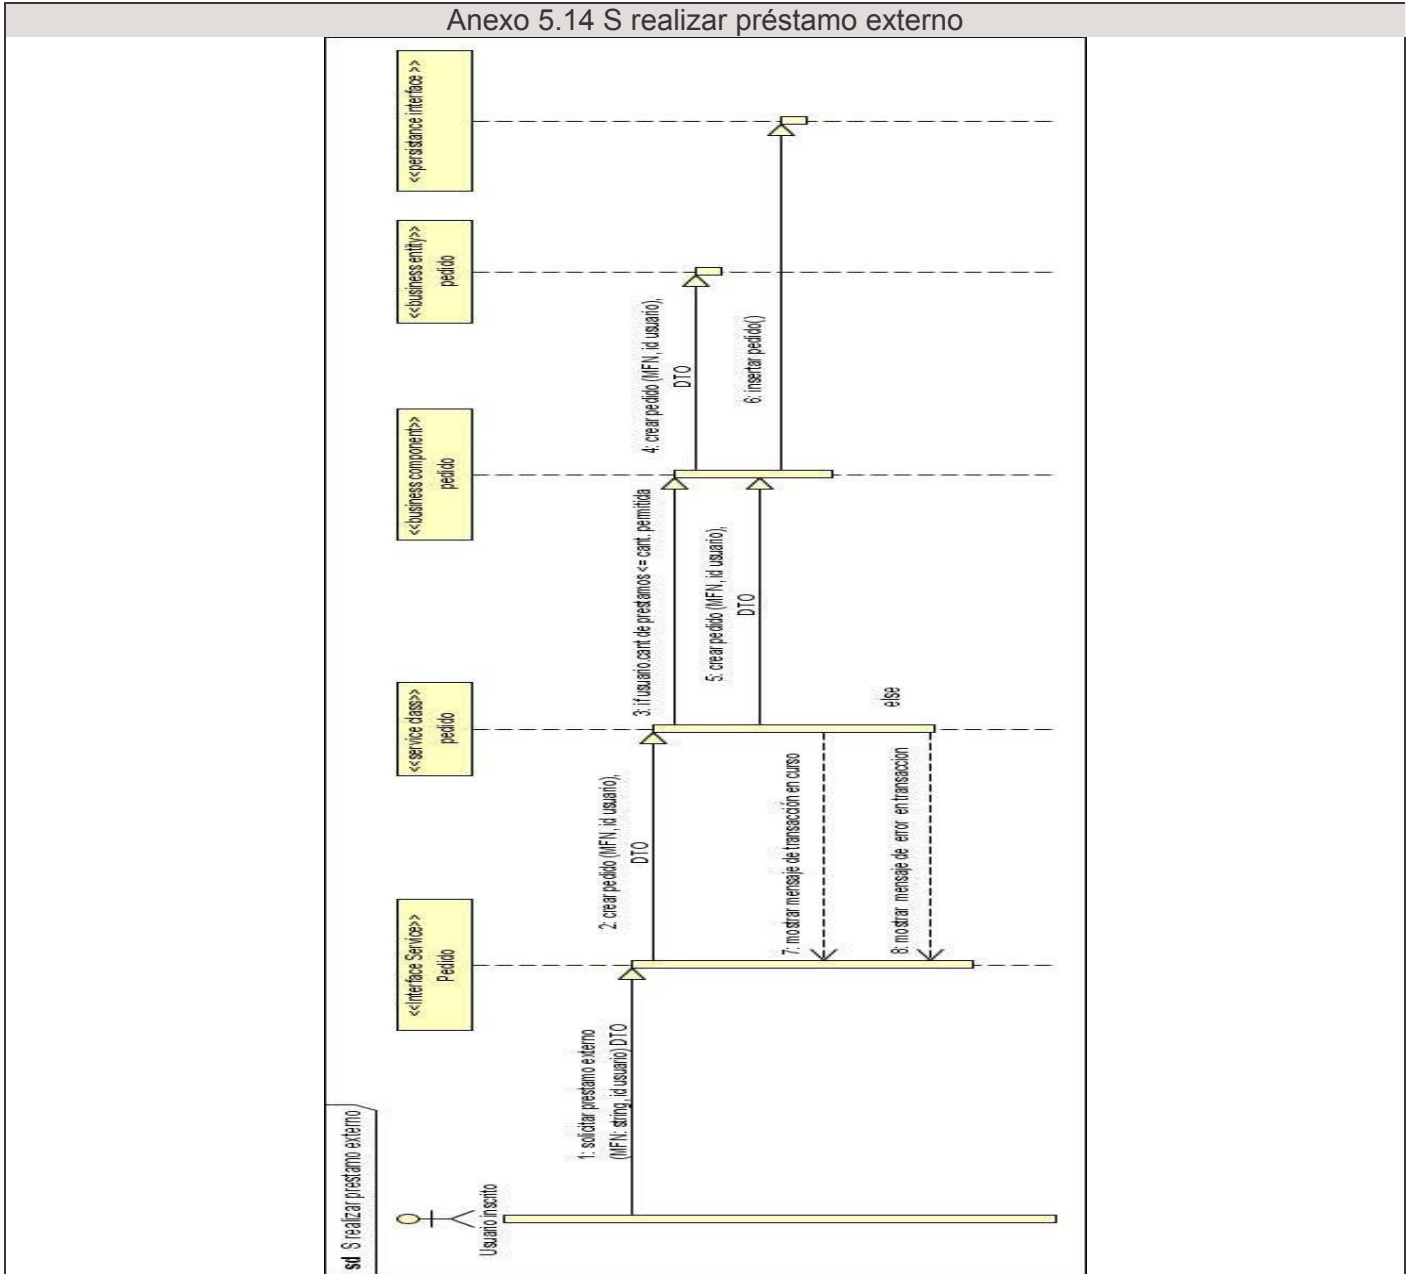 Anexo 5.14 S realizar préstamo externo
sd S realizar prestamo externo
Usuario inscrito
<<Interface Service>>
Pedido
<<service class>>
pedido
<<business component>>
pedido
<<business entity>>
pedido
<<persistance interface >>
1: solicitar prestamo externo
(MFN: string, id usuario) DTO
2: crear pedido (MFN, id usuario),
DTO
3: if usuario.cant de prestamos <= cant. permitida
4: crear pedido (MFN, id usuario),
DTO
5: crear pedido (MFN, id usuario),
DTO
6: insertar pedido()
7: mostrar mensaje de transacción en curso
else
8: mostrar mensaje de error en transaccion